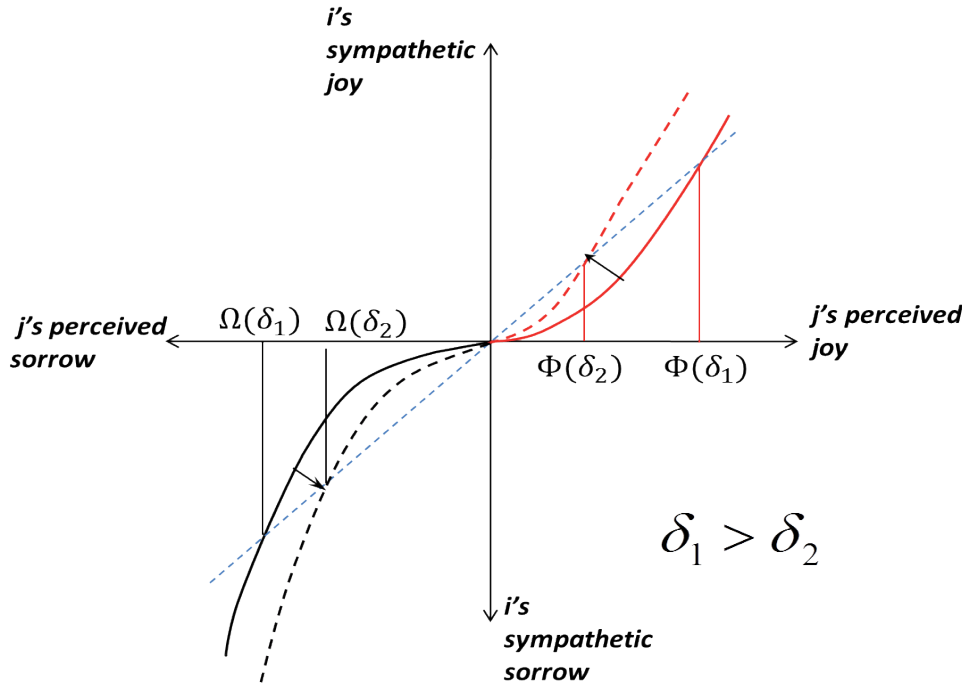 i's
sympathetic
joy
j's perceived
sorrow
Ω(δ₁)
Ω(δ₂)
Φ(δ₂)
Φ(δ₁)
j's perceived
joy
δ₁ > δ₂
i's
sympathetic
sorrow